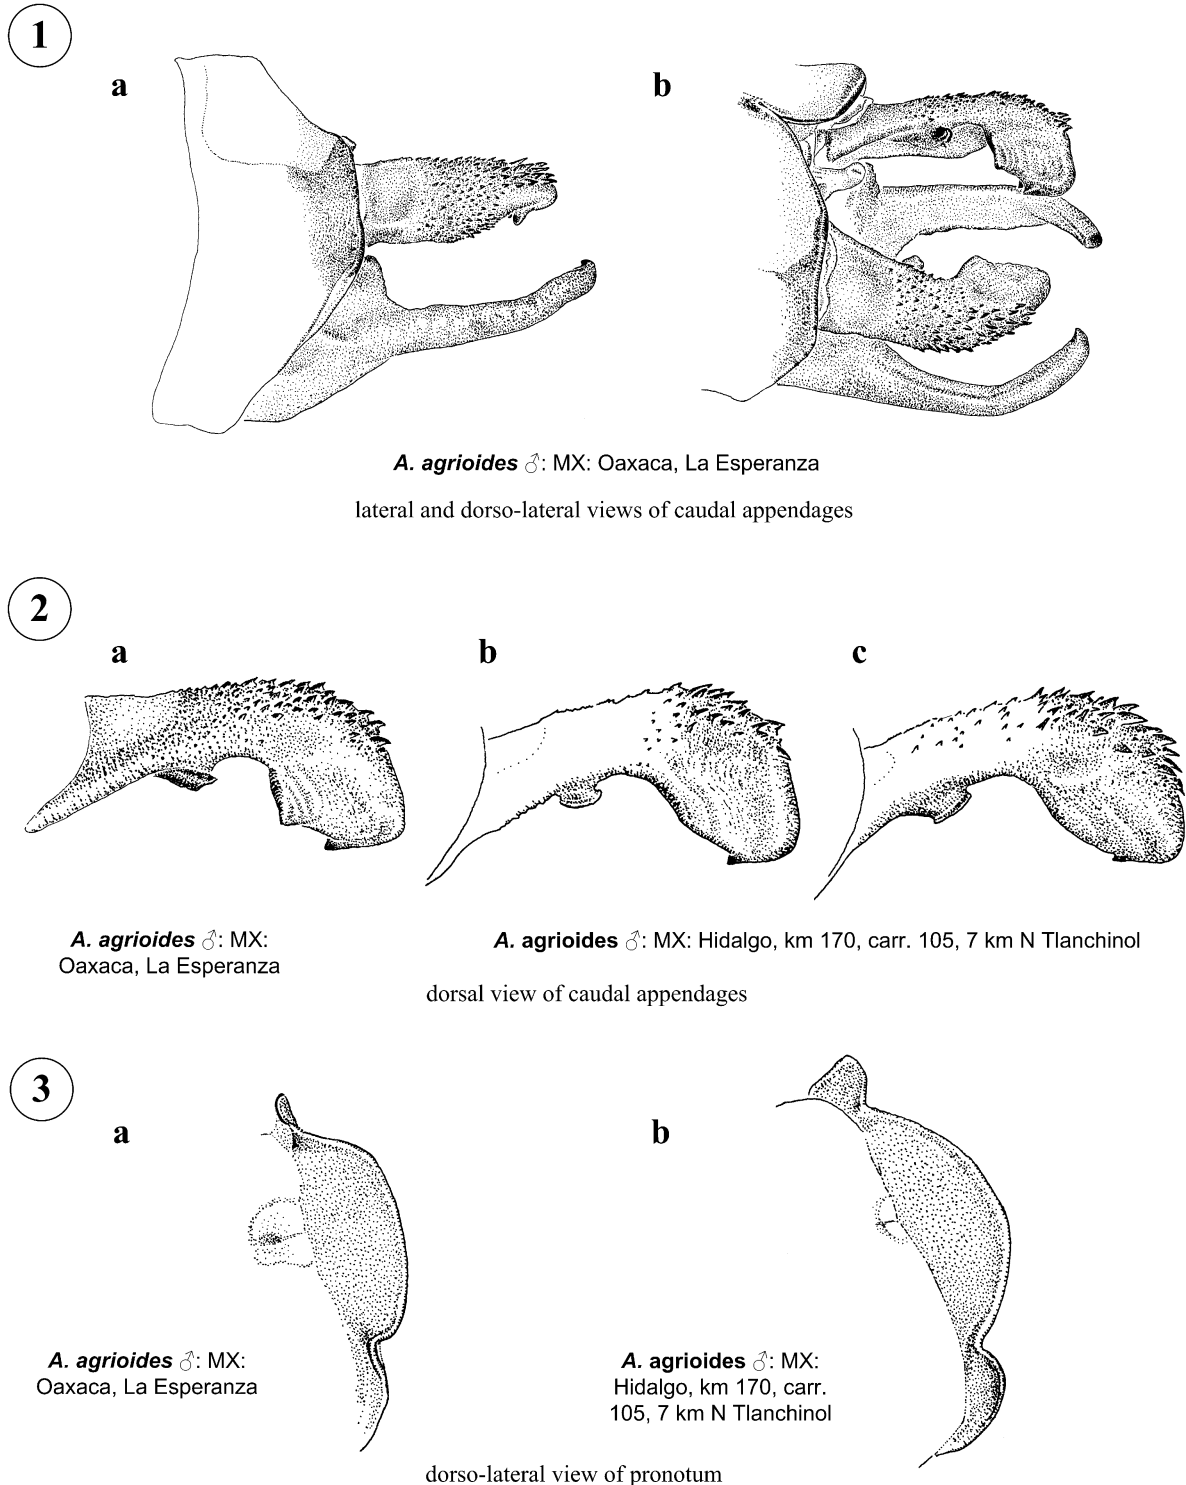 1
a
b
A. agrioides ♂: MX: Oaxaca, La Esperanza
lateral and dorso-lateral views of caudal appendages
2
a
b
c
A. agrioides ♂: MX:
Oaxaca, La Esperanza
A. agrioides ♂: MX: Hidalgo, km 170, carr. 105, 7 km N Tlanchinol
dorsal view of caudal appendages
3
a
b
A. agrioides ♂: MX:
Oaxaca, La Esperanza
A. agrioides ♂: MX:
Hidalgo, km 170, carr.
105, 7 km N Tlanchinol
dorso-lateral view of pronotum